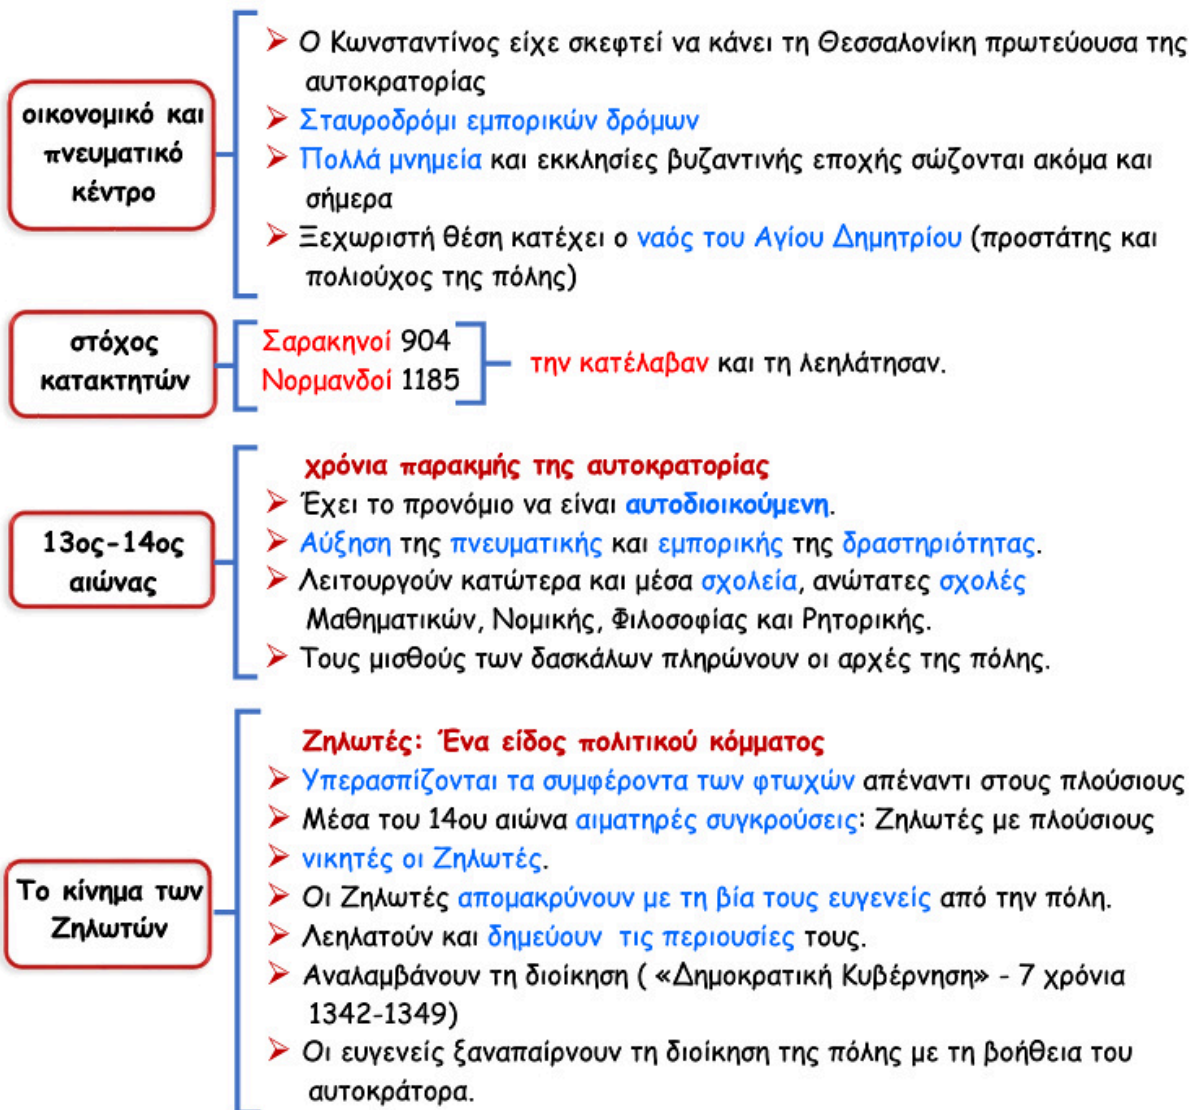 οικονομικό και
πνευματικό
κέντρο
➢ Ο Κωνσταντίνος είχε σκεφτεί να κάνει τη Θεσσαλονίκη πρωτεύουσα της
αυτοκρατορίας
➢ Σταυροδρόμι εμπορικών δρόμων
➢ Πολλά μνημεία και εκκλησίες βυζαντινής εποχής σώζονται ακόμα και
σήμερα
➢ Ξεχωριστή θέση κατέχει ο ναός του Αγίου Δημητρίου (προστάτης και
πολιούχος της πόλης)
στόχος
κατακτητών
Σαρακηνοί 904
Νορμανδοί 1185
την κατέλαβαν και τη λεηλάτησαν.
13ος-14ος
αιώνας
χρόνια παρακμής της αυτοκρατορίας
➢ Έχει το προνόμιο να είναι αυτοδιοικούμενη.
➢ Αύξηση της πνευματικής και εμπορικής της δραστηριότητας.
➢ Λειτουργούν κατώτερα και μέσα σχολεία, ανώτατες σχολές
Μαθηματικών, Νομικής, Φιλοσοφίας και Ρητορικής.
➢ Τους μισθούς των δασκάλων πληρώνουν οι αρχές της πόλης.
Το κίνημα των
Ζηλωτών
Ζηλωτές: Ένα είδος πολιτικού κόμματος
➢ Υπερασπίζονται τα συμφέροντα των φτωχών απέναντι στους πλούσιους
➢ Μέσα του 14ου αιώνα αιματηρές συγκρούσεις: Ζηλωτές με πλούσιους
➢ νικητές οι Ζηλωτές.
➢ Οι Ζηλωτές απομακρύνουν με τη βία τους ευγενείς από την πόλη.
➢ Λεηλατούν και δημεύουν τις περιουσίες τους.
➢ Αναλαμβάνουν τη διοίκηση ( «Δημοκρατική Κυβέρνηση» - 7 χρόνια
1342-1349)
➢ Οι ευγενείς ξαναπαίρνουν τη διοίκηση της πόλης με τη βοήθεια του
αυτοκράτορα.